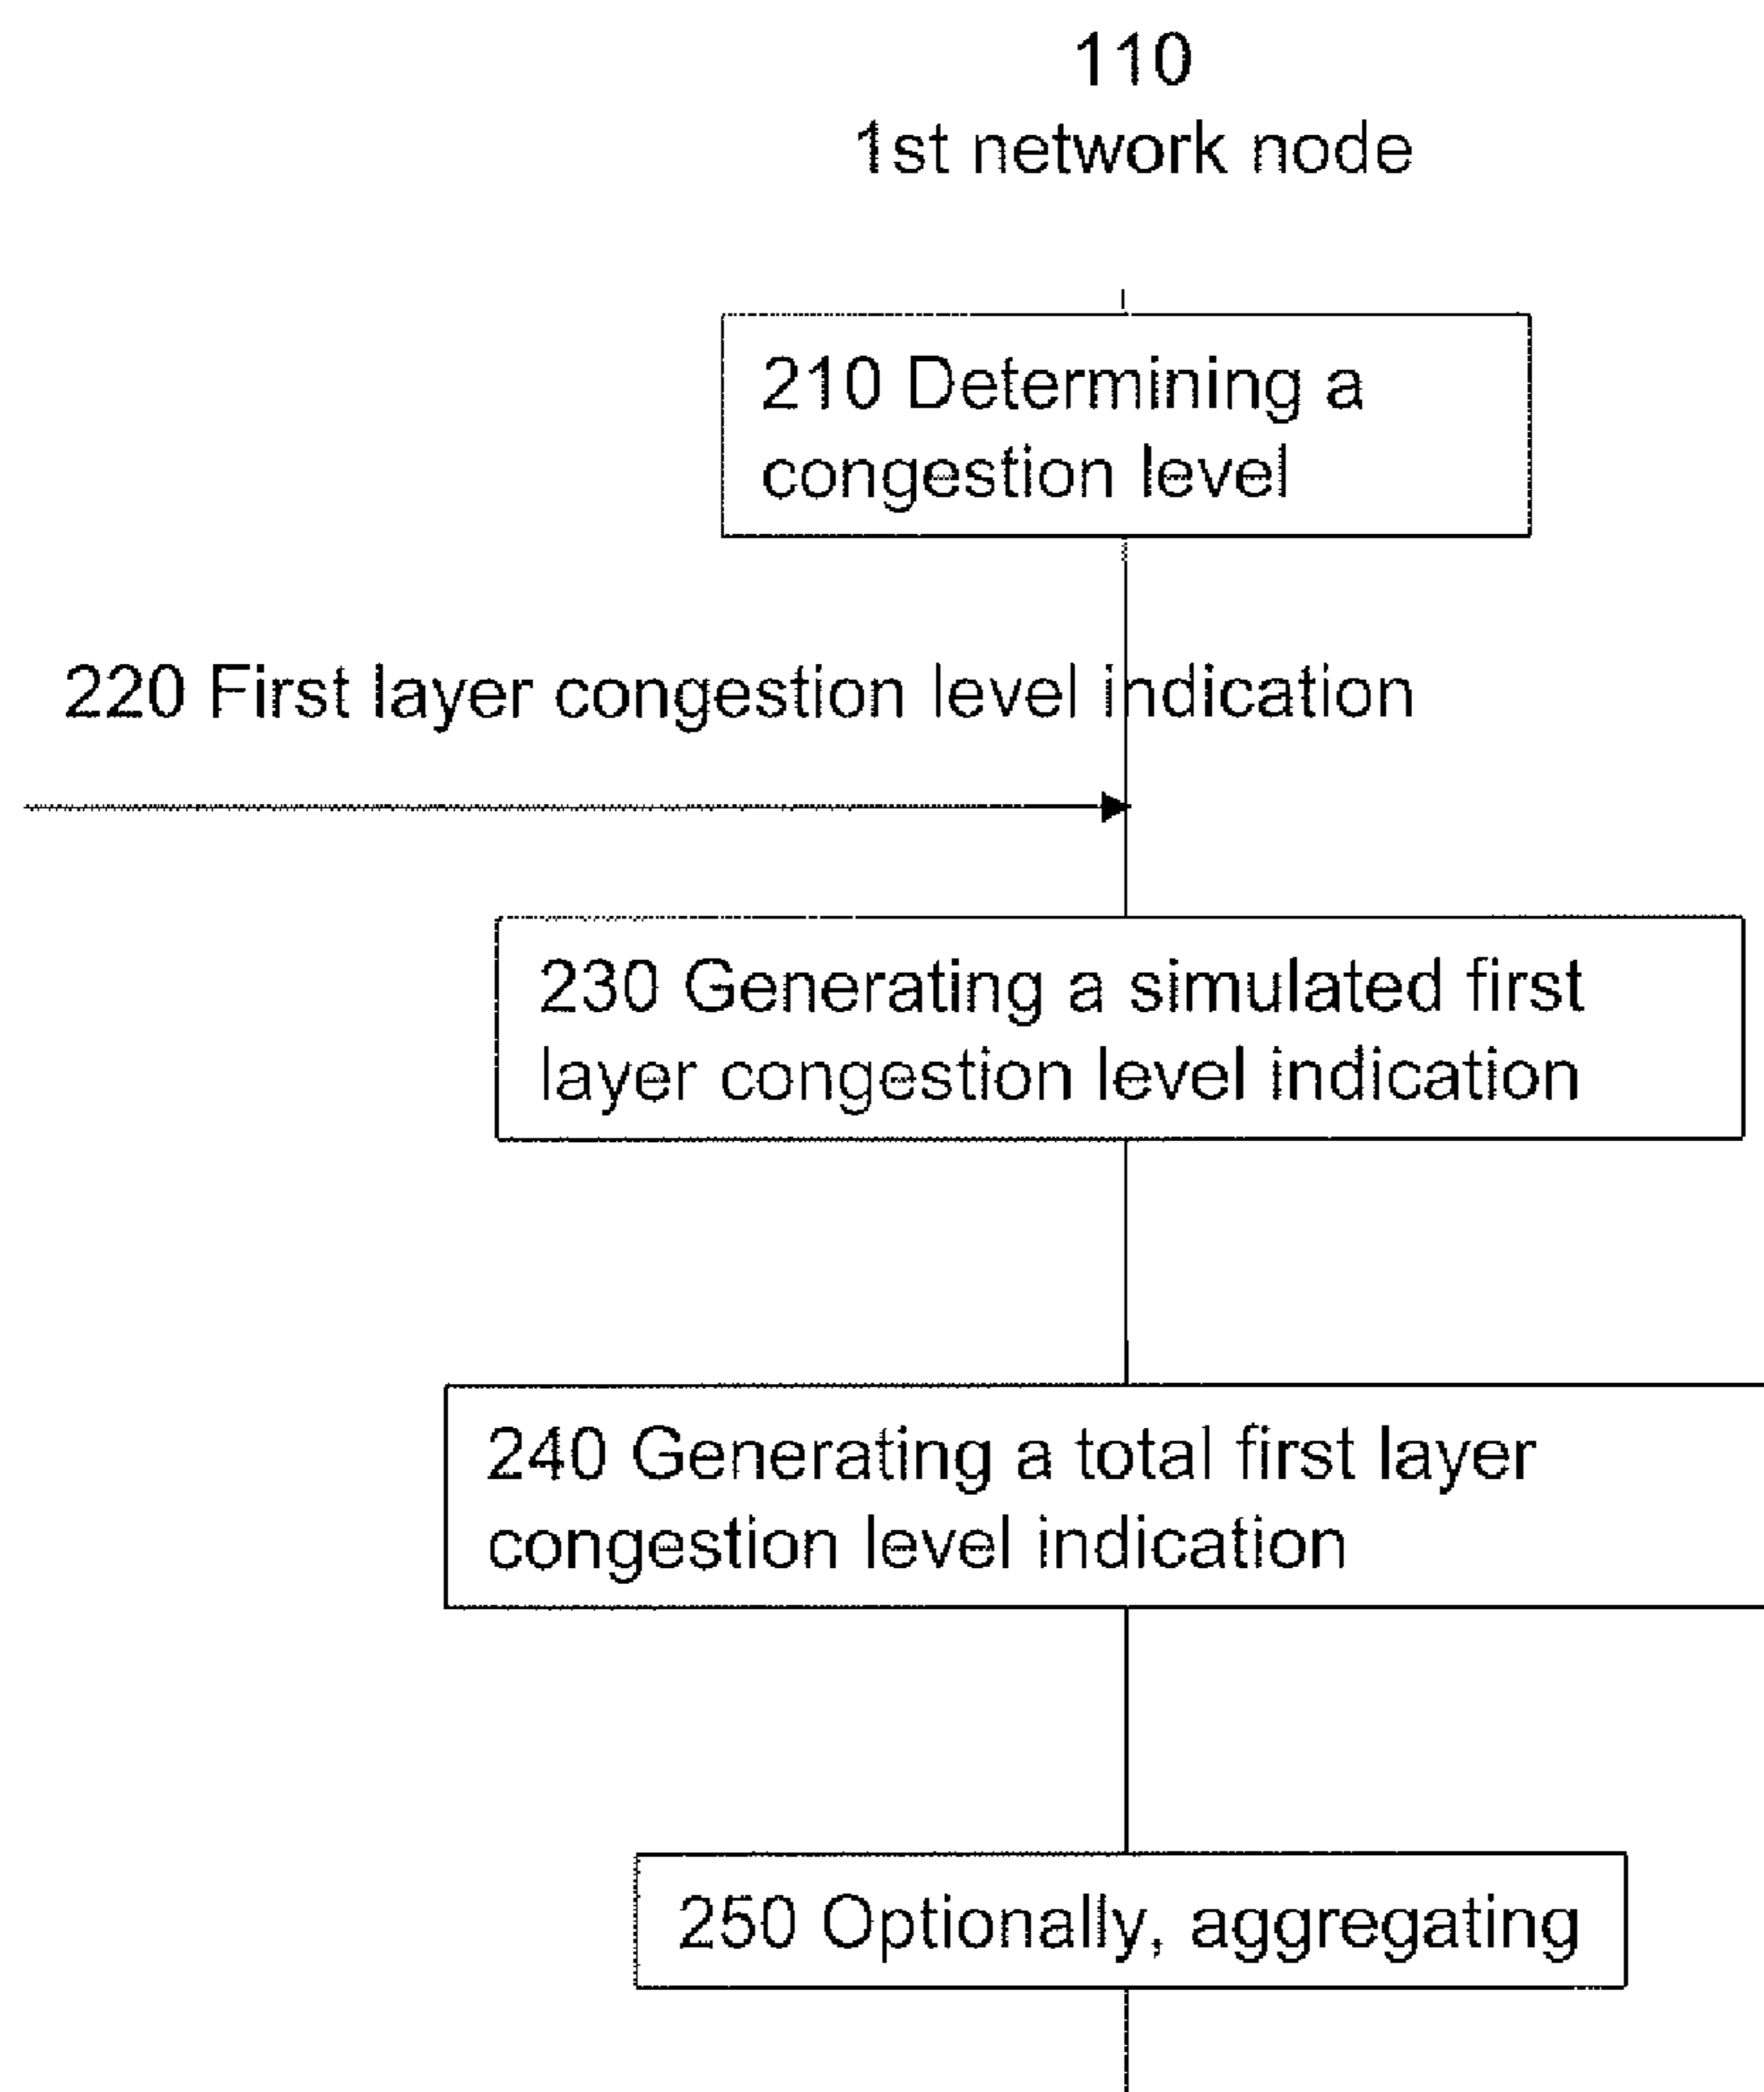 110
1st network node
210 Determining a
congestion level
220 First layer congestion level indication
230 Generating a simulated first
layer congestion level indication
240 Generating a total first layer
congestion level indication
250 Optionally, aggregating